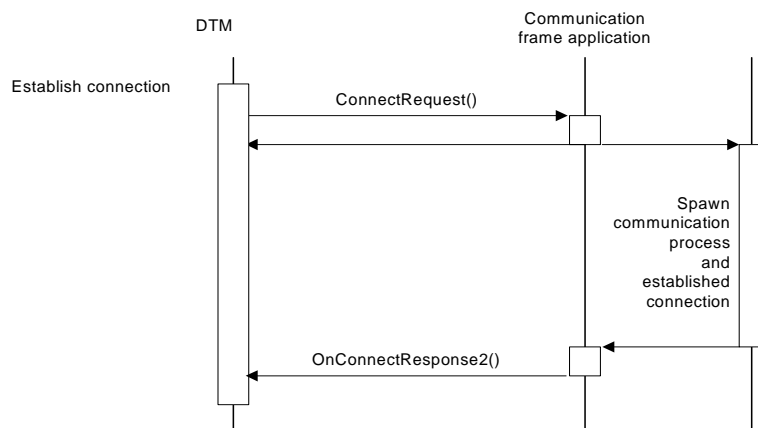 DTM
Communication
frame application
Establish connection
ConnectRequest()
Spawn
communication
process
and
established
connection
OnConnectResponse2()